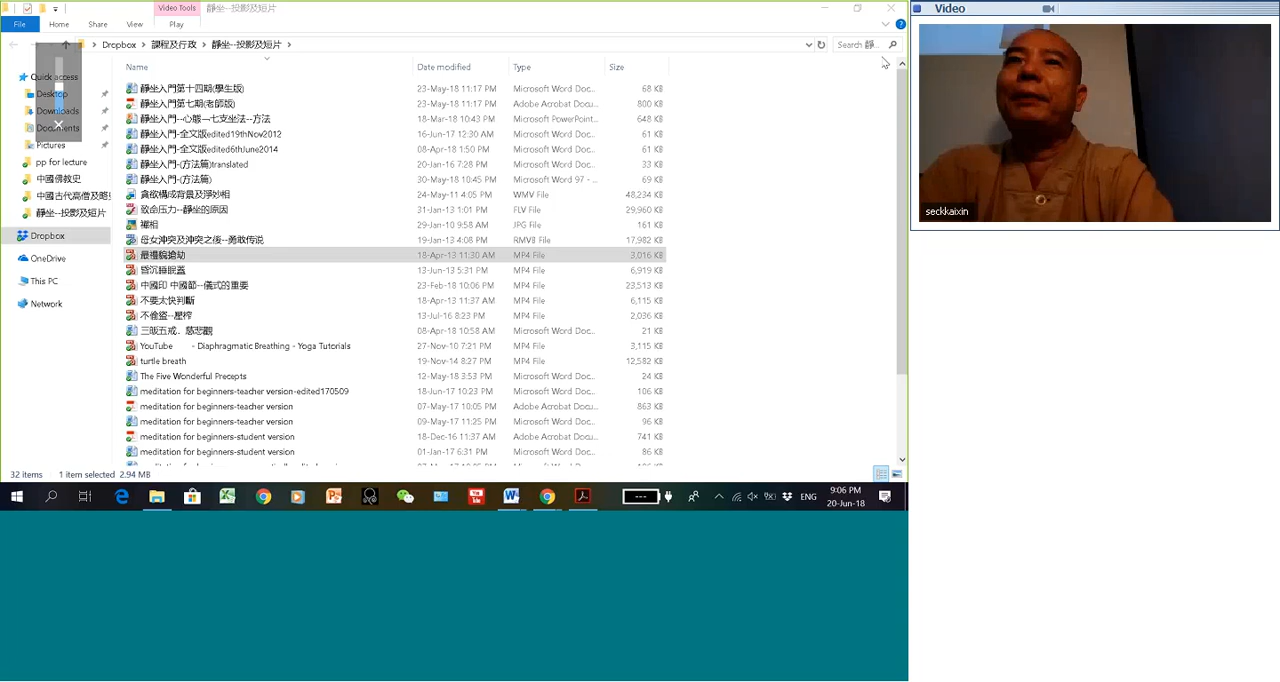 Video Tools
靜坐--投影及短片
File
Home
Share
View
Play
Dropbox
課程及行政
靜坐--投影及短片
Search 靜...
Name
Date modified
Type
Size
靜坐入門第十四期(學生版)
23-May-18 11:17 PM
Microsoft Word Doc...
68 KB
靜坐入門第七期(老師版)
23-May-18 11:17 PM
Adobe Acrobat Docu...
800 KB
靜坐入門--心態—七支坐法--方法
18-Mar-18 10:43 PM
Microsoft PowerPoint...
648 KB
靜坐入門-全文版edited19thNov2012
16-Jun-17 12:30 AM
Microsoft Word Doc...
61 KB
靜坐入門-全文版edited6thJune2014
08-Apr-18 1:50 PM
Microsoft Word Doc...
61 KB
靜坐入門-(方法篇)translated
20-Jan-16 7:28 PM
Microsoft Word Doc...
33 KB
靜坐入門-(方法篇)
30-May-18 10:45 PM
Microsoft Word 97 - ...
69 KB
貪欲構成背景及淨妙相
24-May-11 4:05 PM
WMV File
48,234 KB
致命压力--靜坐的原因
31-Jan-13 1:01 PM
FLV File
29,960 KB
禪相
29-Jan-10 9:58 AM
JPG File
161 KB
母女沖突及沖突之後--勇敢传说
19-Jan-13 4:08 PM
RMVB File
17,982 KB
最禮貌搶劫
18-Apr-13 11:30 AM
MP4 File
3,016 KB
昏沉睡眠蓋
13-Jun-13 5:31 PM
MP4 File
6,919 KB
中國印 中國節--儀式的重要
23-Feb-18 10:06 PM
MP4 File
23,513 KB
不要太快判斷
18-Apr-13 11:37 AM
MP4 File
6,115 KB
不偷盜--壓榨
13-Jul-16 8:23 PM
MP4 File
2,036 KB
三皈五戒．慈悲觀
08-Apr-18 10:58 AM
Microsoft Word Doc...
21 KB
YouTube - Diaphragmatic Breathing - Yoga Tutorials
27-Nov-10 7:21 PM
MP4 File
3,115 KB
turtle breath
19-Nov-14 8:27 PM
MP4 File
12,582 KB
The Five Wonderful Precepts
12-May-18 3:53 PM
Microsoft Word Doc...
24 KB
meditation for beginners-teacher version-edited170509
18-Jun-17 10:23 PM
Microsoft Word Doc...
106 KB
meditation for beginners-teacher version
07-May-17 10:05 PM
Adobe Acrobat Docu...
863 KB
meditation for beginners-teacher version
09-May-17 11:25 PM
Microsoft Word Doc...
96 KB
meditation for beginners-student version
18-Dec-16 11:37 AM
Adobe Acrobat Docu...
741 KB
meditation for beginners-student version
01-Jan-17 6:31 PM
Microsoft Word Doc...
86 KB
Quick access
Desktop
Downloads
Documents
Pictures
pp for lecture
中國佛教史
中國古代高僧及略
靜坐--投影及短片
Dropbox
OneDrive
This PC
Network
32 items
1 item selected 2.94 MB
ENG
9:06 PM
20-Jun-18
Video
seckkaixin